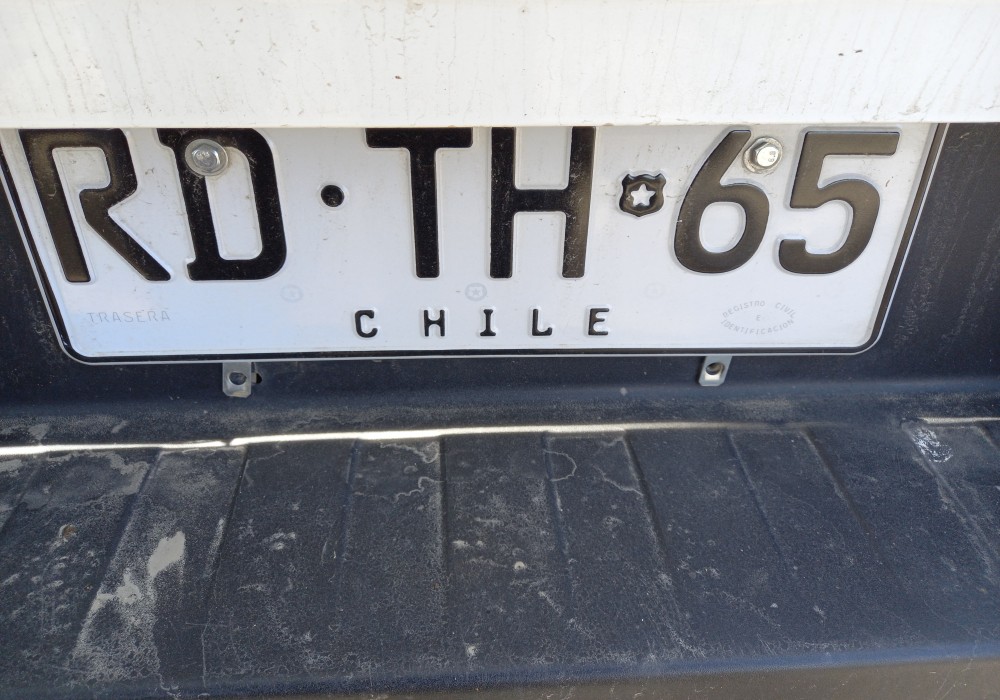 RD·TH 65
CHILE
TRASERA
REGISTRO CIVIL
E
IDENTIFICACION